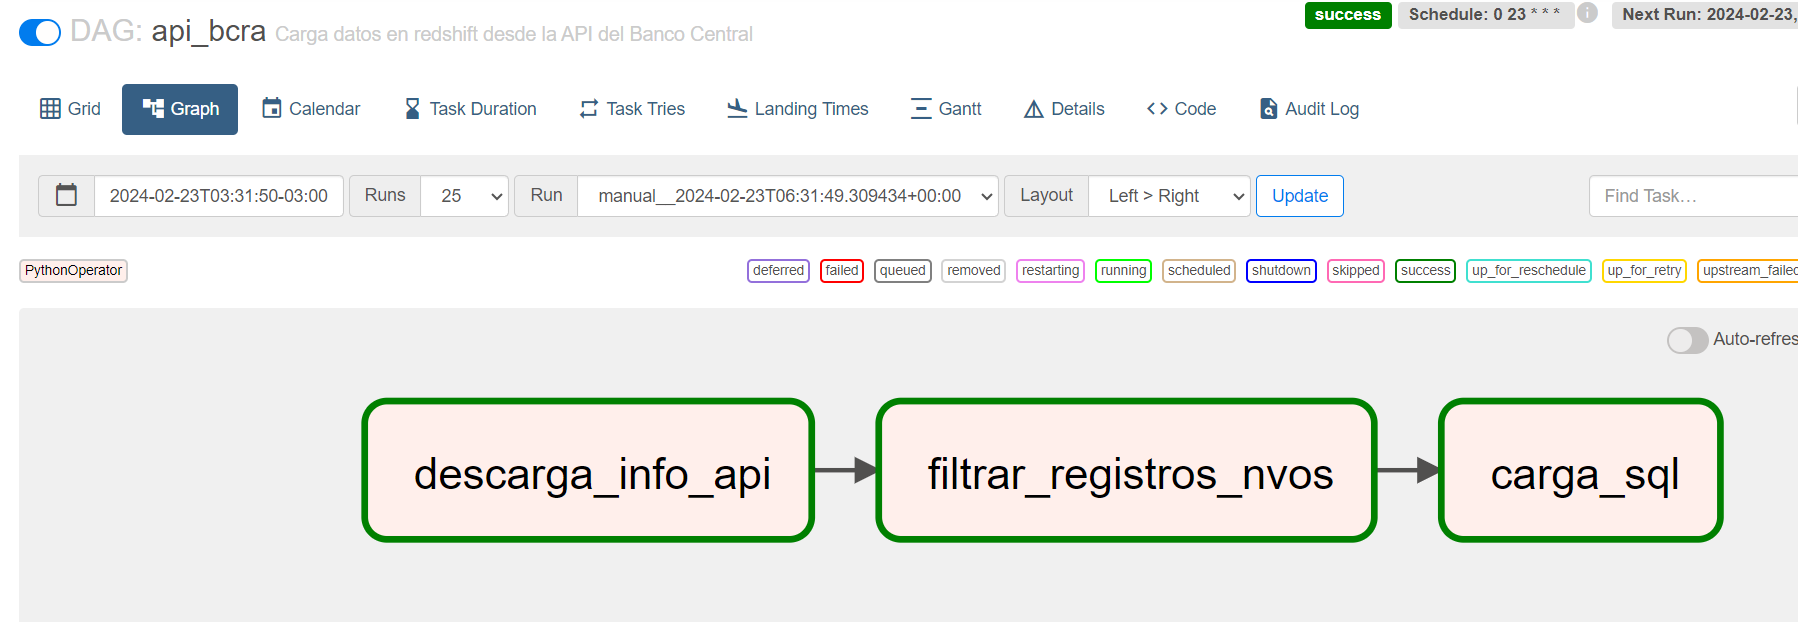 DAG: api_bcra Carga datos en redshift desde la API del Banco Central
success Schedule: 0 23 * * * i Next Run: 2024-02-23,
Grid Graph Calendar Task Duration Task Tries Landing Times Gantt Details Code Audit Log
2024-02-23T03:31:50-03:00 Runs 25 Run manual__2024-02-23T06:31:49.309434+00:00 Layout Left > Right Update Find Task…
PythonOperator deferred failed queued removed restarting running scheduled shutdown skipped success up_for_reschedule up_for_retry upstream_failed
Auto-refres
descarga_info_api filtrar_registros_nvos carga_sql